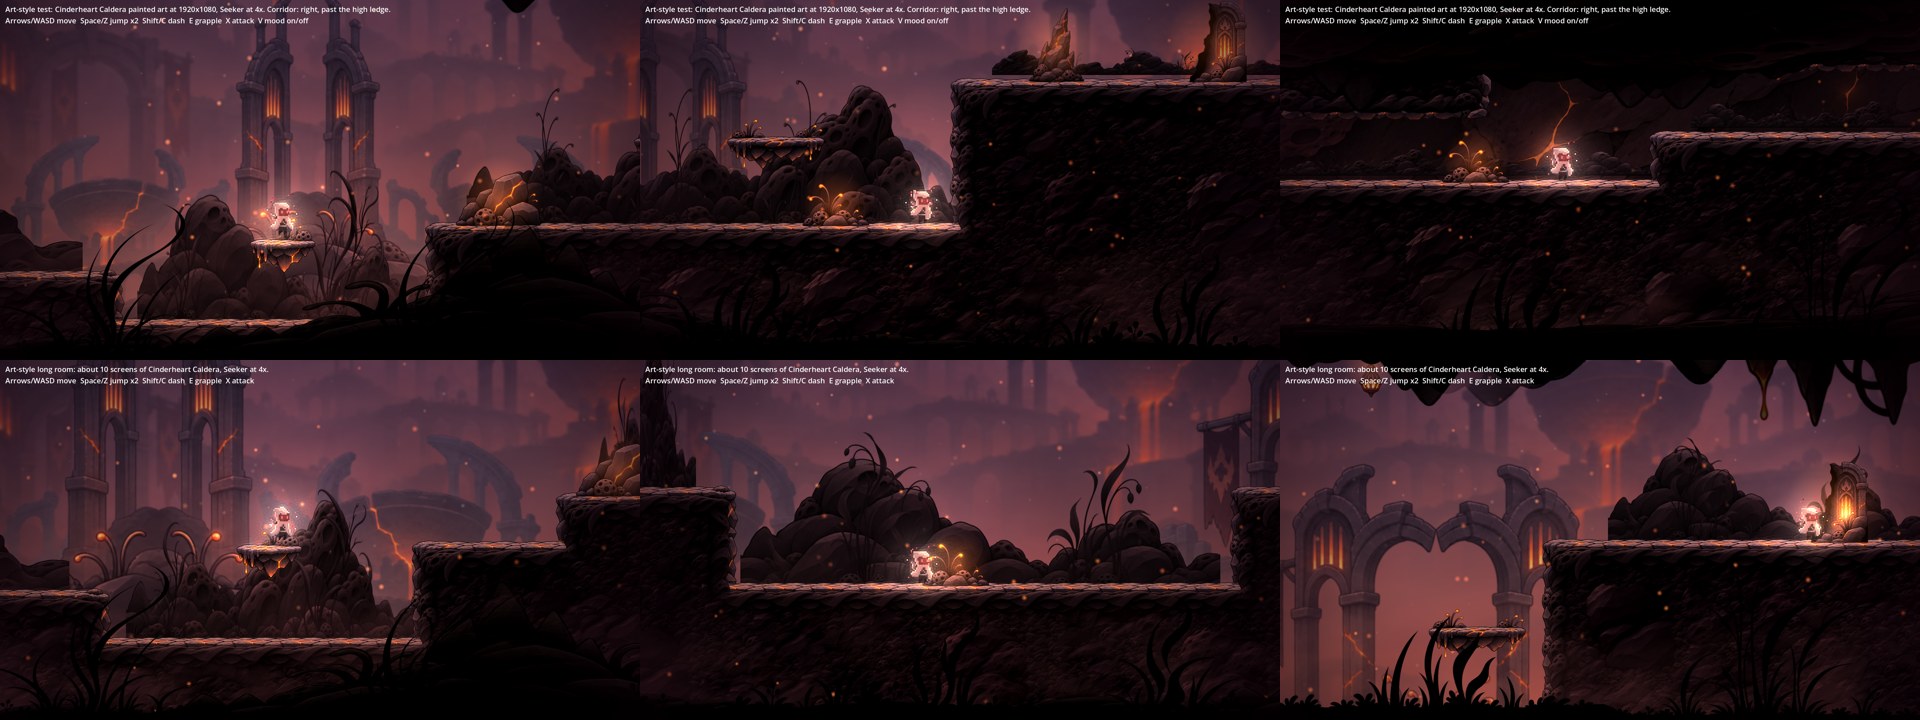 Art-style test: Cinderheart Caldera painted art at 1920x1080, Seeker at 4x. Corridor: right, past the high ledge.
Arrows/WASD move  Space/Z jump x2  Shift/C dash  E grapple  X attack  V mood on/off
Art-style test: Cinderheart Caldera painted art at 1920x1080, Seeker at 4x. Corridor: right, past the high ledge.
Arrows/WASD move  Space/Z jump x2  Shift/C dash  E grapple  X attack  V mood on/off
Art-style test: Cinderheart Caldera painted art at 1920x1080, Seeker at 4x. Corridor: right, past the high ledge.
Arrows/WASD move  Space/Z jump x2  Shift/C dash  E grapple  X attack  V mood on/off
Art-style long room: about 10 screens of Cinderheart Caldera, Seeker at 4x.
Arrows/WASD move  Space/Z jump x2  Shift/C dash  E grapple  X attack
Art-style long room: about 10 screens of Cinderheart Caldera, Seeker at 4x.
Arrows/WASD move  Space/Z jump x2  Shift/C dash  E grapple  X attack
Art-style long room: about 10 screens of Cinderheart Caldera, Seeker at 4x.
Arrows/WASD move  Space/Z jump x2  Shift/C dash  E grapple  X attack